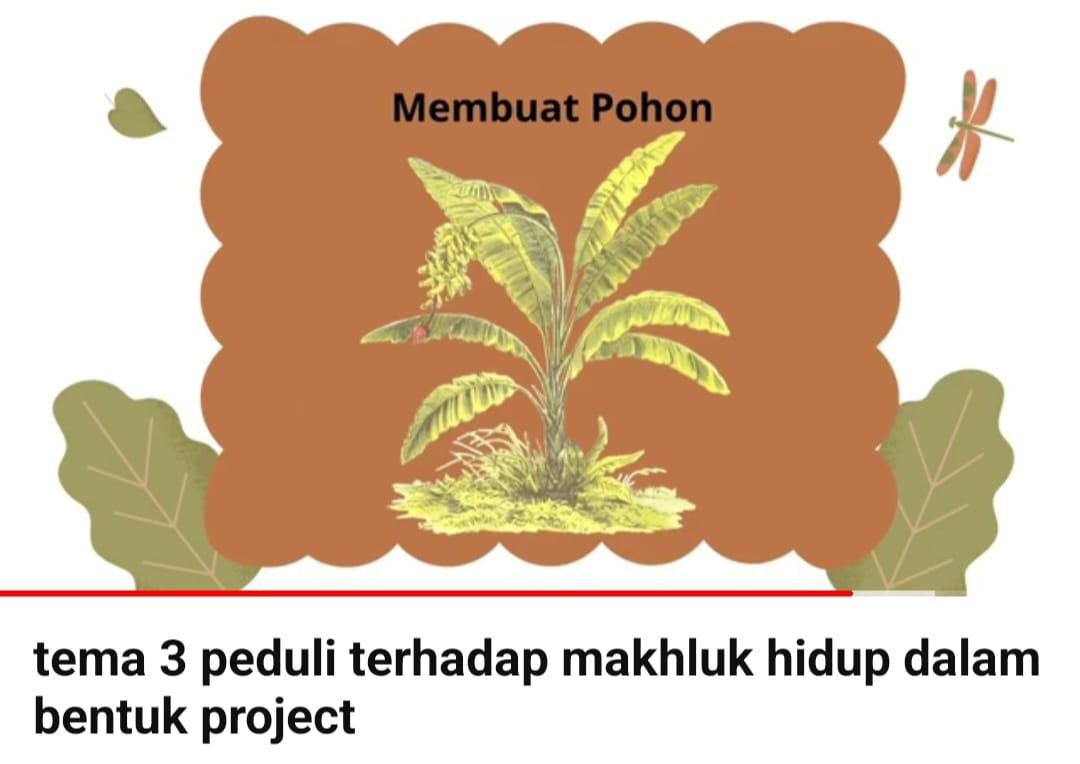 Membuat Pohon
tema 3 peduli terhadap makhluk hidup dalam
bentuk project